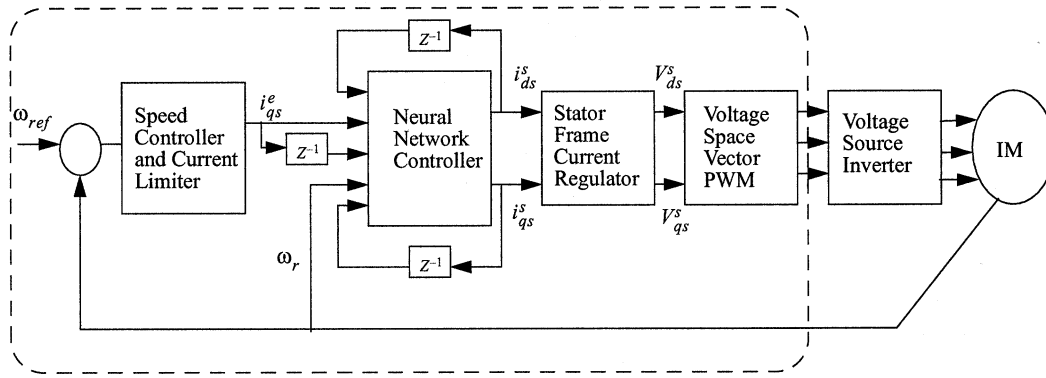 Z⁻¹
ω_ref
Speed
Controller
and Current
Limiter
i^e_qs
Z⁻¹
Neural
Network
Controller
i^s_ds
i^s_qs
Z⁻¹
ω_r
Stator
Frame
Current
Regulator
V^s_ds
V^s_qs
Voltage
Space
Vector
PWM
Voltage
Source
Inverter
IM